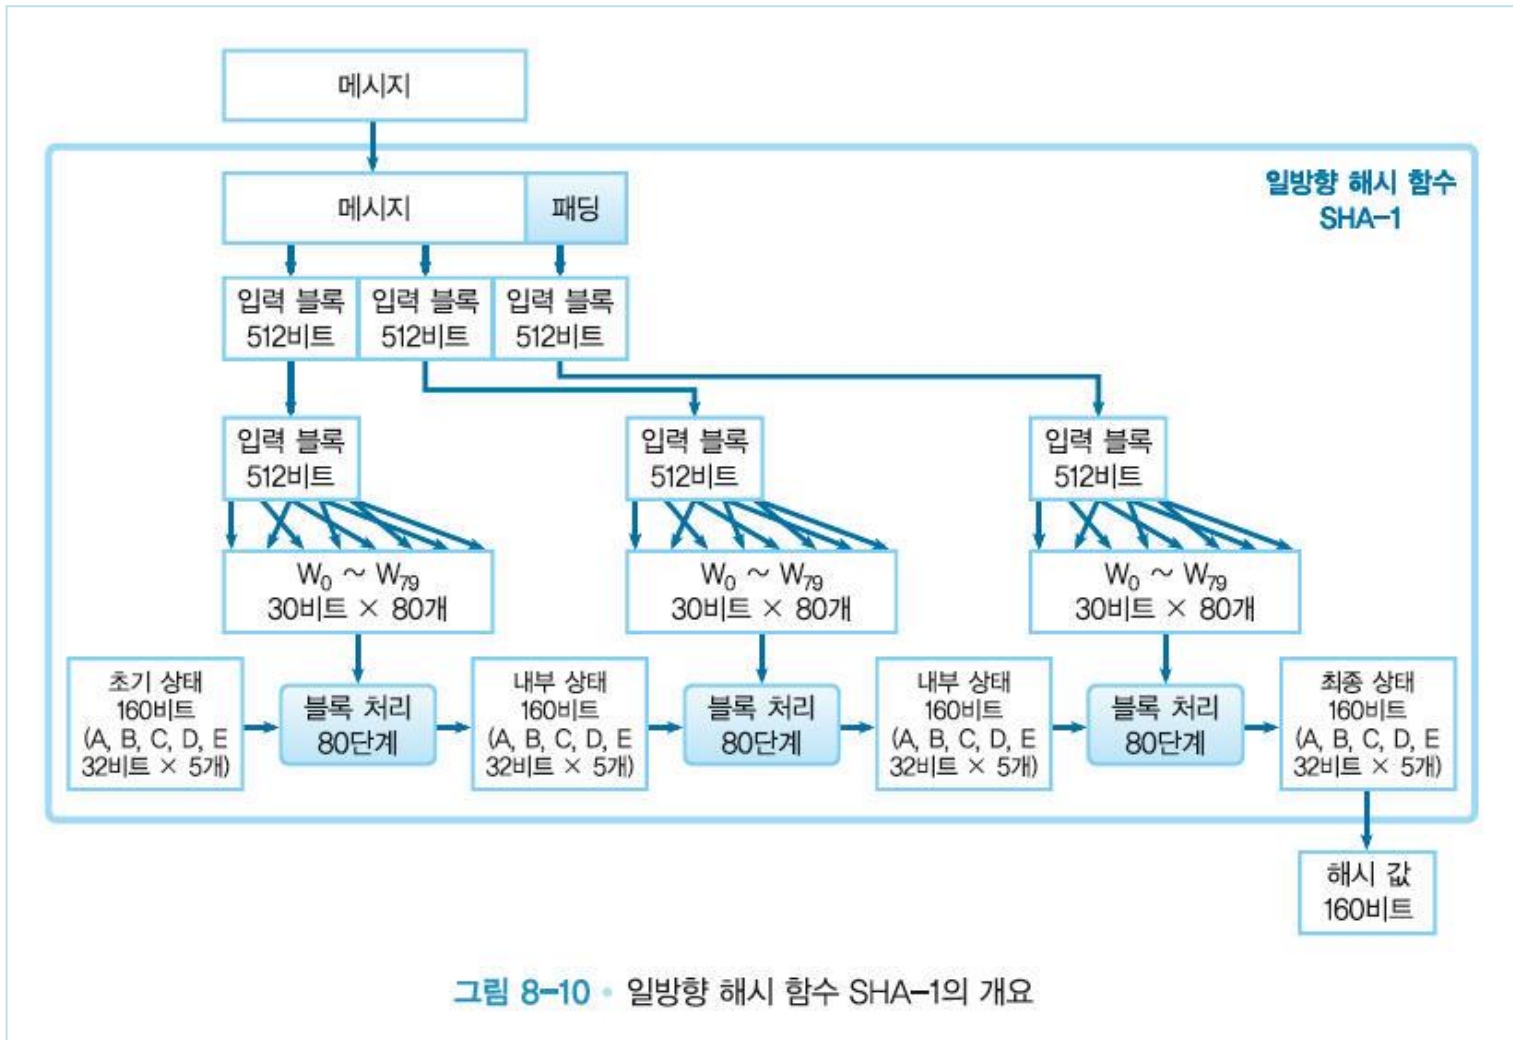 메시지
일방향 해시 함수
SHA-1
메시지
패딩
입력 블록
512비트
입력 블록
512비트
입력 블록
512비트
입력 블록
512비트
입력 블록
512비트
입력 블록
512비트
W0 ~ W79
30비트 × 80개
W0 ~ W79
30비트 × 80개
W0 ~ W79
30비트 × 80개
초기 상태
160비트
(A, B, C, D, E
32비트 × 5개)
블록 처리
80단계
내부 상태
160비트
(A, B, C, D, E
32비트 × 5개)
블록 처리
80단계
내부 상태
160비트
(A, B, C, D, E
32비트 × 5개)
블록 처리
80단계
최종 상태
160비트
(A, B, C, D, E
32비트 × 5개)
해시 값
160비트
그림 8-10 • 일방향 해시 함수 SHA-1의 개요